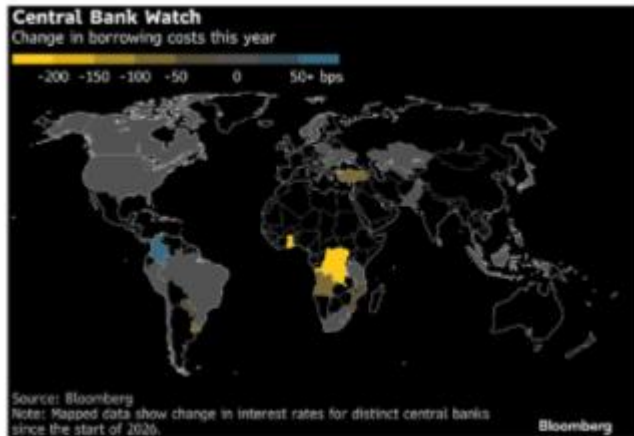 Central Bank Watch
Change in borrowing costs this year
-200 -150 -100 -50 0 50+ bps
Source: Bloomberg
Note: Mapped data show change in interest rates for distinct central banks
since the start of 2026.
Bloomberg